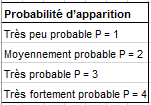 Probabilité d'apparition
Très peu probable P = 1
Moyennement probable P = 2
Très probable P = 3
Très fortement probable P = 4